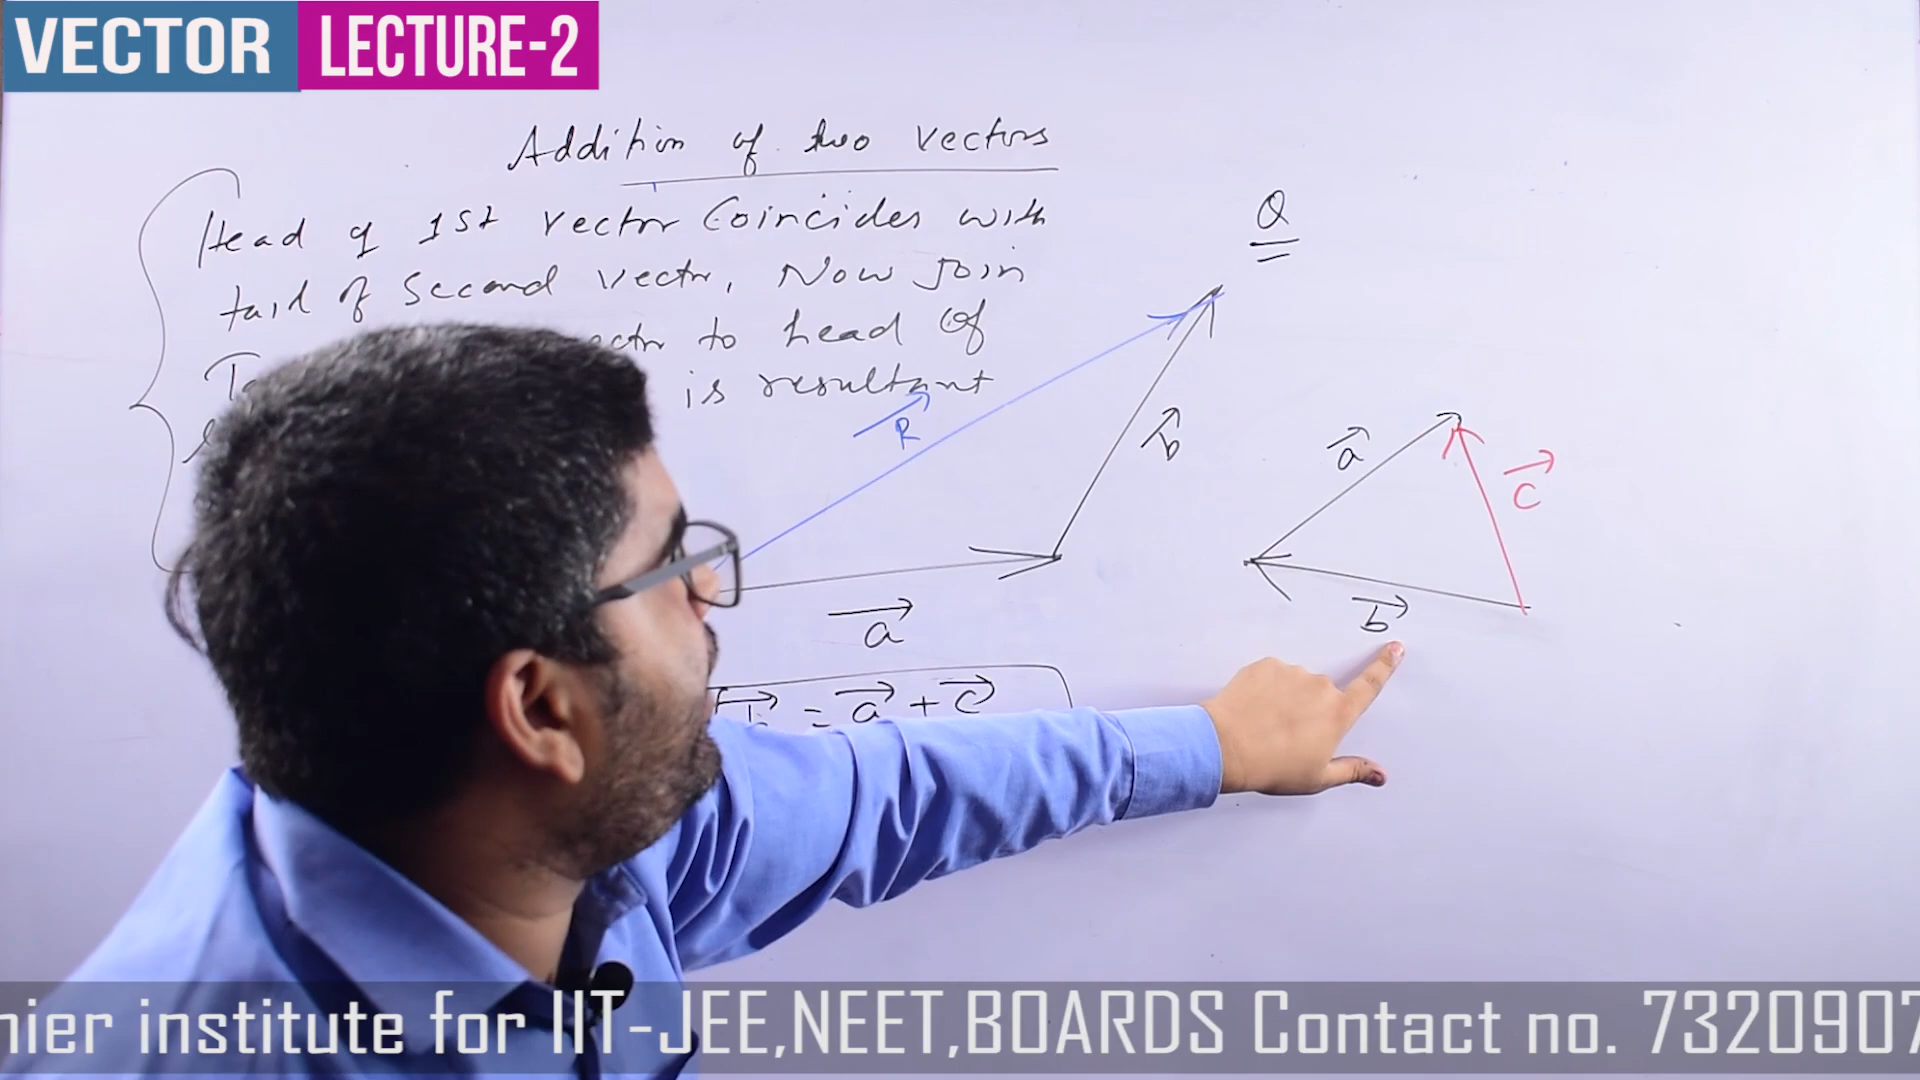 VECTOR LECTURE-2
Addition of two vectors
Head of 1st vector Coincides with
tail of Second vector, Now Join
to head of
is resultant
Q
R
b
a
a
c
b
= a + c
nier institute for IIT-JEE,NEET,BOARDS Contact no. 7320907